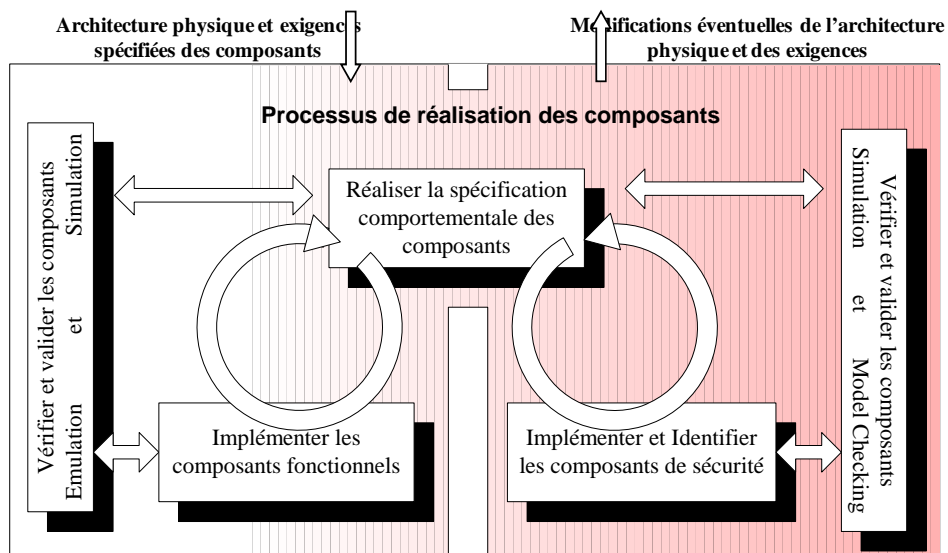 Architecture physique et exigences
spécifiées des composants
Modifications éventuelles de l'architecture
physique et des exigences
Processus de réalisation des composants
Vérifier et valider les composants
Emulation et Simulation
Réaliser la spécification
comportementale des
composants
Vérifier et valider les composants
Simulation et Model Checking
Implémenter les
composants fonctionnels
Implémenter et Identifier
les composants de sécurité